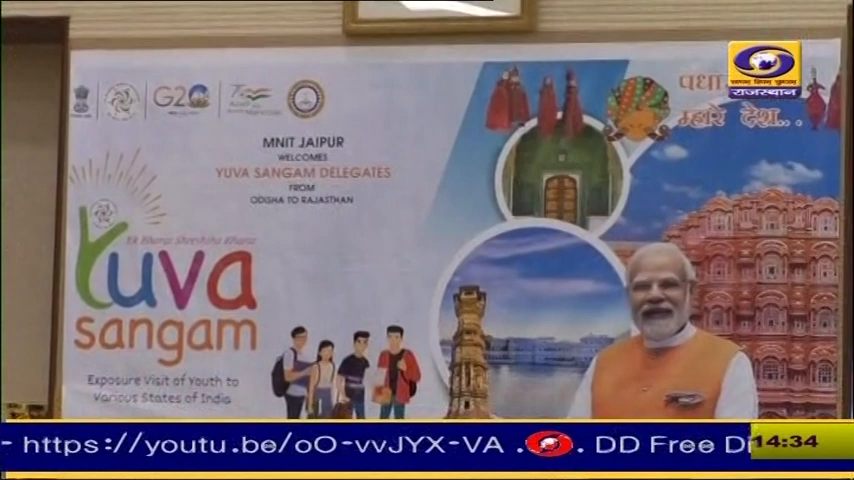 G20
MNIT JAIPUR
WELCOMES
YUVA SANGAM DELEGATES
FROM
ODISHA TO RAJASTHAN
Ek Bharat Shreshtha Bharat
Yuva
sangam
Exposure Visit of Youth to
Various States of India
म्हारे देश...
राजस्थान
- https://youtu.be/oO-vvJYX-VA . . DD Free Di
14:34